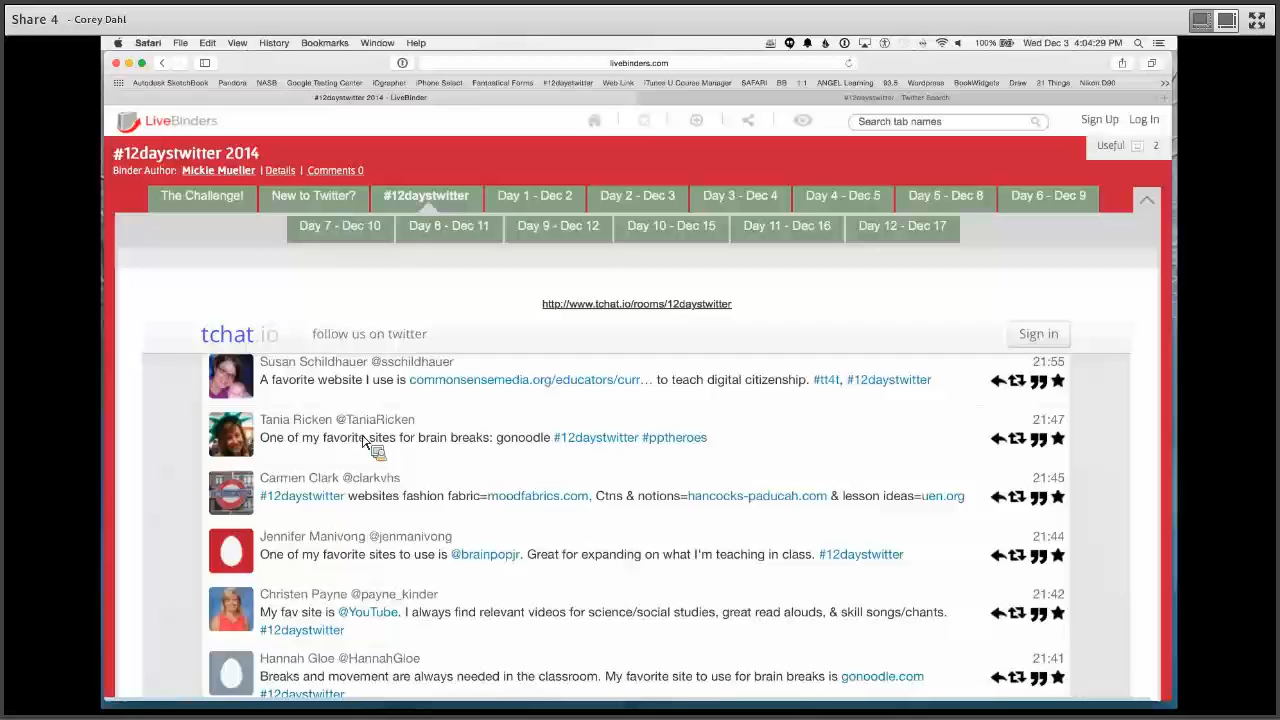 Share 4 - Corey Dahl
Safari File Edit View History Bookmarks Window Help 100% Wed Dec 3 4:04:29 PM
livebinders.com
Autodesk SketchBook Pandora NASB Google Testing Center iDgrapher iPhone Select Fantastical Forms #12daystwitter Web Link iTunes U Course Manager SAFARI BB 1:1 ANGEL Learning 93.5 Wordpress BookWidgets Draw 21 Things Nikon D90 >>
#12daystwitter 2014 - LiveBinder #12daystwitter - Twitter Search
LiveBinders Search tab names Sign Up Log In
#12daystwitter 2014 Useful 2
Binder Author: Mickie Mueller | Details | Comments 0
The Challenge! New to Twitter? #12daystwitter Day 1 - Dec 2 Day 2 - Dec 3 Day 3 - Dec 4 Day 4 - Dec 5 Day 5 - Dec 8 Day 6 - Dec 9
Day 7 - Dec 10 Day 8 - Dec 11 Day 9 - Dec 12 Day 10 - Dec 15 Day 11 - Dec 16 Day 12 - Dec 17
http://www.tchat.io/rooms/12daystwitter
tchat io follow us on twitter Sign in
Susan Schildhauer @sschildhauer 21:55
A favorite website I use is commonsensemedia.org/educators/curr… to teach digital citizenship. #tt4t, #12daystwitter
Tania Ricken @TaniaRicken 21:47
One of my favorite sites for brain breaks: gonoodle #12daystwitter #pptheroes
Carmen Clark @clarkvhs 21:45
#12daystwitter websites fashion fabric=moodfabrics.com, Ctns & notions=hancocks-paducah.com & lesson ideas=uen.org
Jennifer Manivong @jenmanivong 21:44
One of my favorite sites to use is @brainpopjr. Great for expanding on what I'm teaching in class. #12daystwitter
Christen Payne @payne_kinder 21:42
My fav site is @YouTube. I always find relevant videos for science/social studies, great read alouds, & skill songs/chants.
#12daystwitter
Hannah Gloe @HannahGloe 21:41
Breaks and movement are always needed in the classroom. My favorite site to use for brain breaks is gonoodle.com
#12daystwitter